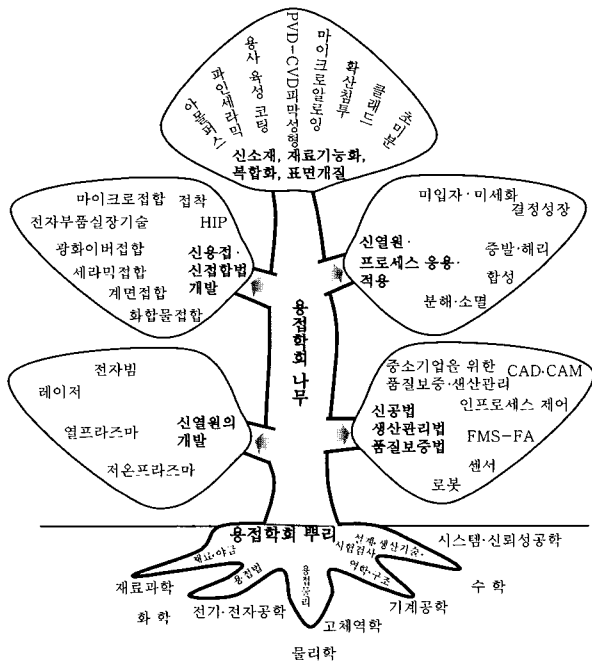 아몰퍼스
파인세라믹
용사 육성 코팅
PVD-CVD피막성형
마이크로알로잉
확산침투
클래드
초미분
신소재, 재료기능화,
복합화, 표면개질
마이크로접합 접착
전자부품실장기술 HIP
광화이버접합
세라믹접합
계면접합
화합물접합
신용접·
신접합법
개발
미입자·미세화
결정성장
증발·헤리
합성
분해·소멸
신열원·
프로세스 응용·
적용
용접학회 나무
전자빔
레이저
열프라즈마
저온프라즈마
신열원의
개발
중소기업을 위한
품질보증·생산관리
CAD·CAM
인프로세스 제어
FMS-FA
센서
로봇
신공법
생산관리법
품질보증법
용접학회 뿌리
재료·야금
용접법
용접물리
설계·생산기술·
시험검사
역학·구조
시스템·신뢰성공학
재료과학
수 학
화 학
전기·전자공학
기계공학
고체역학
물리학